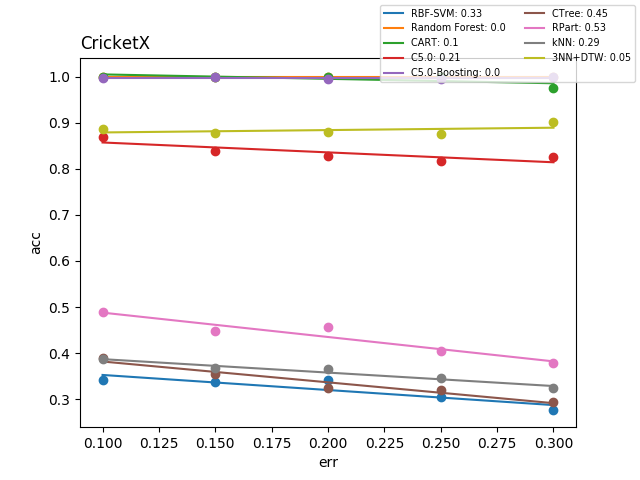 CricketX
RBF-SVM: 0.33
Random Forest: 0.0
CART: 0.1
C5.0: 0.21
C5.0-Boosting: 0.0
CTree: 0.45
RPart: 0.53
kNN: 0.29
3NN+DTW: 0.05
acc
1.0
0.9
0.8
0.7
0.6
0.5
0.4
0.3
0.100 0.125 0.150 0.175 0.200 0.225 0.250 0.275 0.300
err